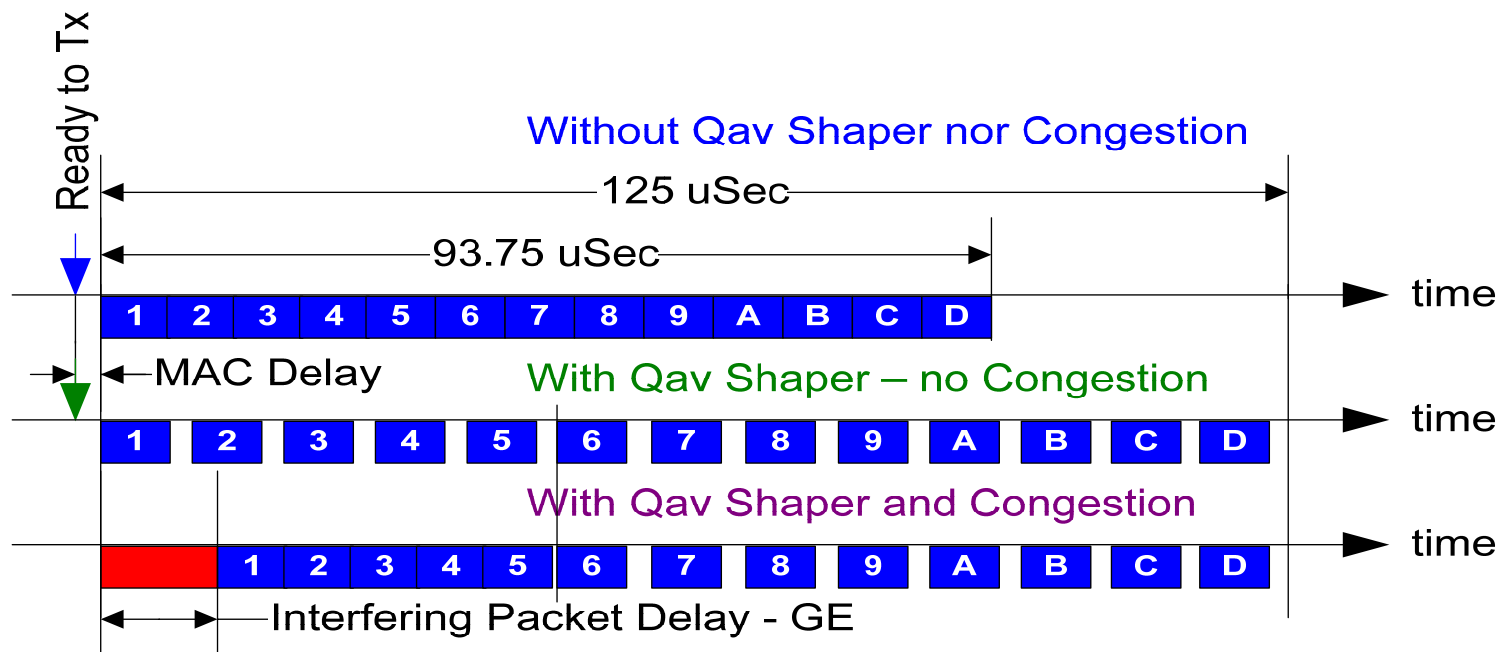 Ready to Tx
Without Qav Shaper nor Congestion
125 uSec
93.75 uSec
time
1 2 3 4 5 6 7 8 9 A B C D
MAC Delay
With Qav Shaper – no Congestion
time
1 2 3 4 5 6 7 8 9 A B C D
With Qav Shaper and Congestion
time
1 2 3 4 5 6 7 8 9 A B C D
Interfering Packet Delay - GE